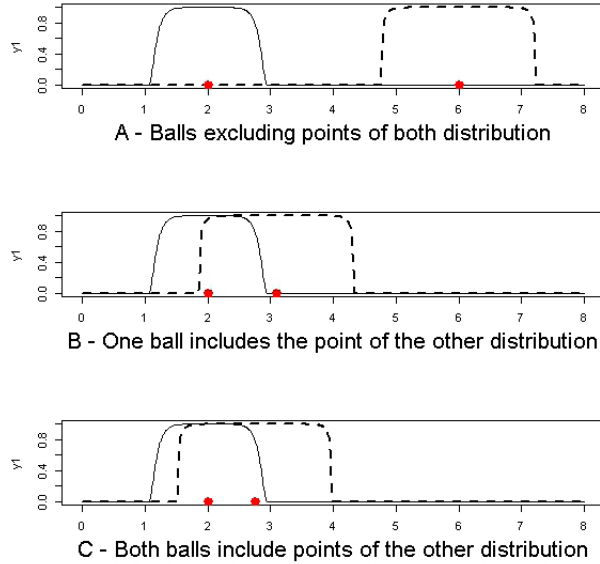 y1
0.0 0.4 0.8
0 1 2 3 4 5 6 7 8
A - Balls excluding points of both distribution
y1
0.0 0.4 0.8
0 1 2 3 4 5 6 7 8
B - One ball includes the point of the other distribution
y1
0.0 0.4 0.8
0 1 2 3 4 5 6 7 8
C - Both balls include points of the other distribution